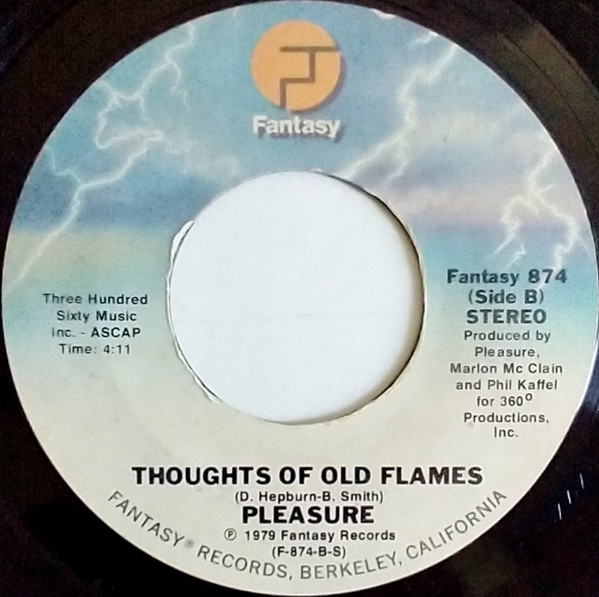 Fantasy
Three Hundred
Sixty Music
Inc. - ASCAP
Time: 4:11
Fantasy 874
(Side B)
STEREO
Produced by
Pleasure,
Marlon Mc Clain
and Phil Kaffel
for 360°
Productions,
Inc.
THOUGHTS OF OLD FLAMES
(D. Hepburn-B. Smith)
PLEASURE
℗ 1979 Fantasy Records
(F-874-B-S)
FANTASY® RECORDS, BERKELEY, CALIFORNIA